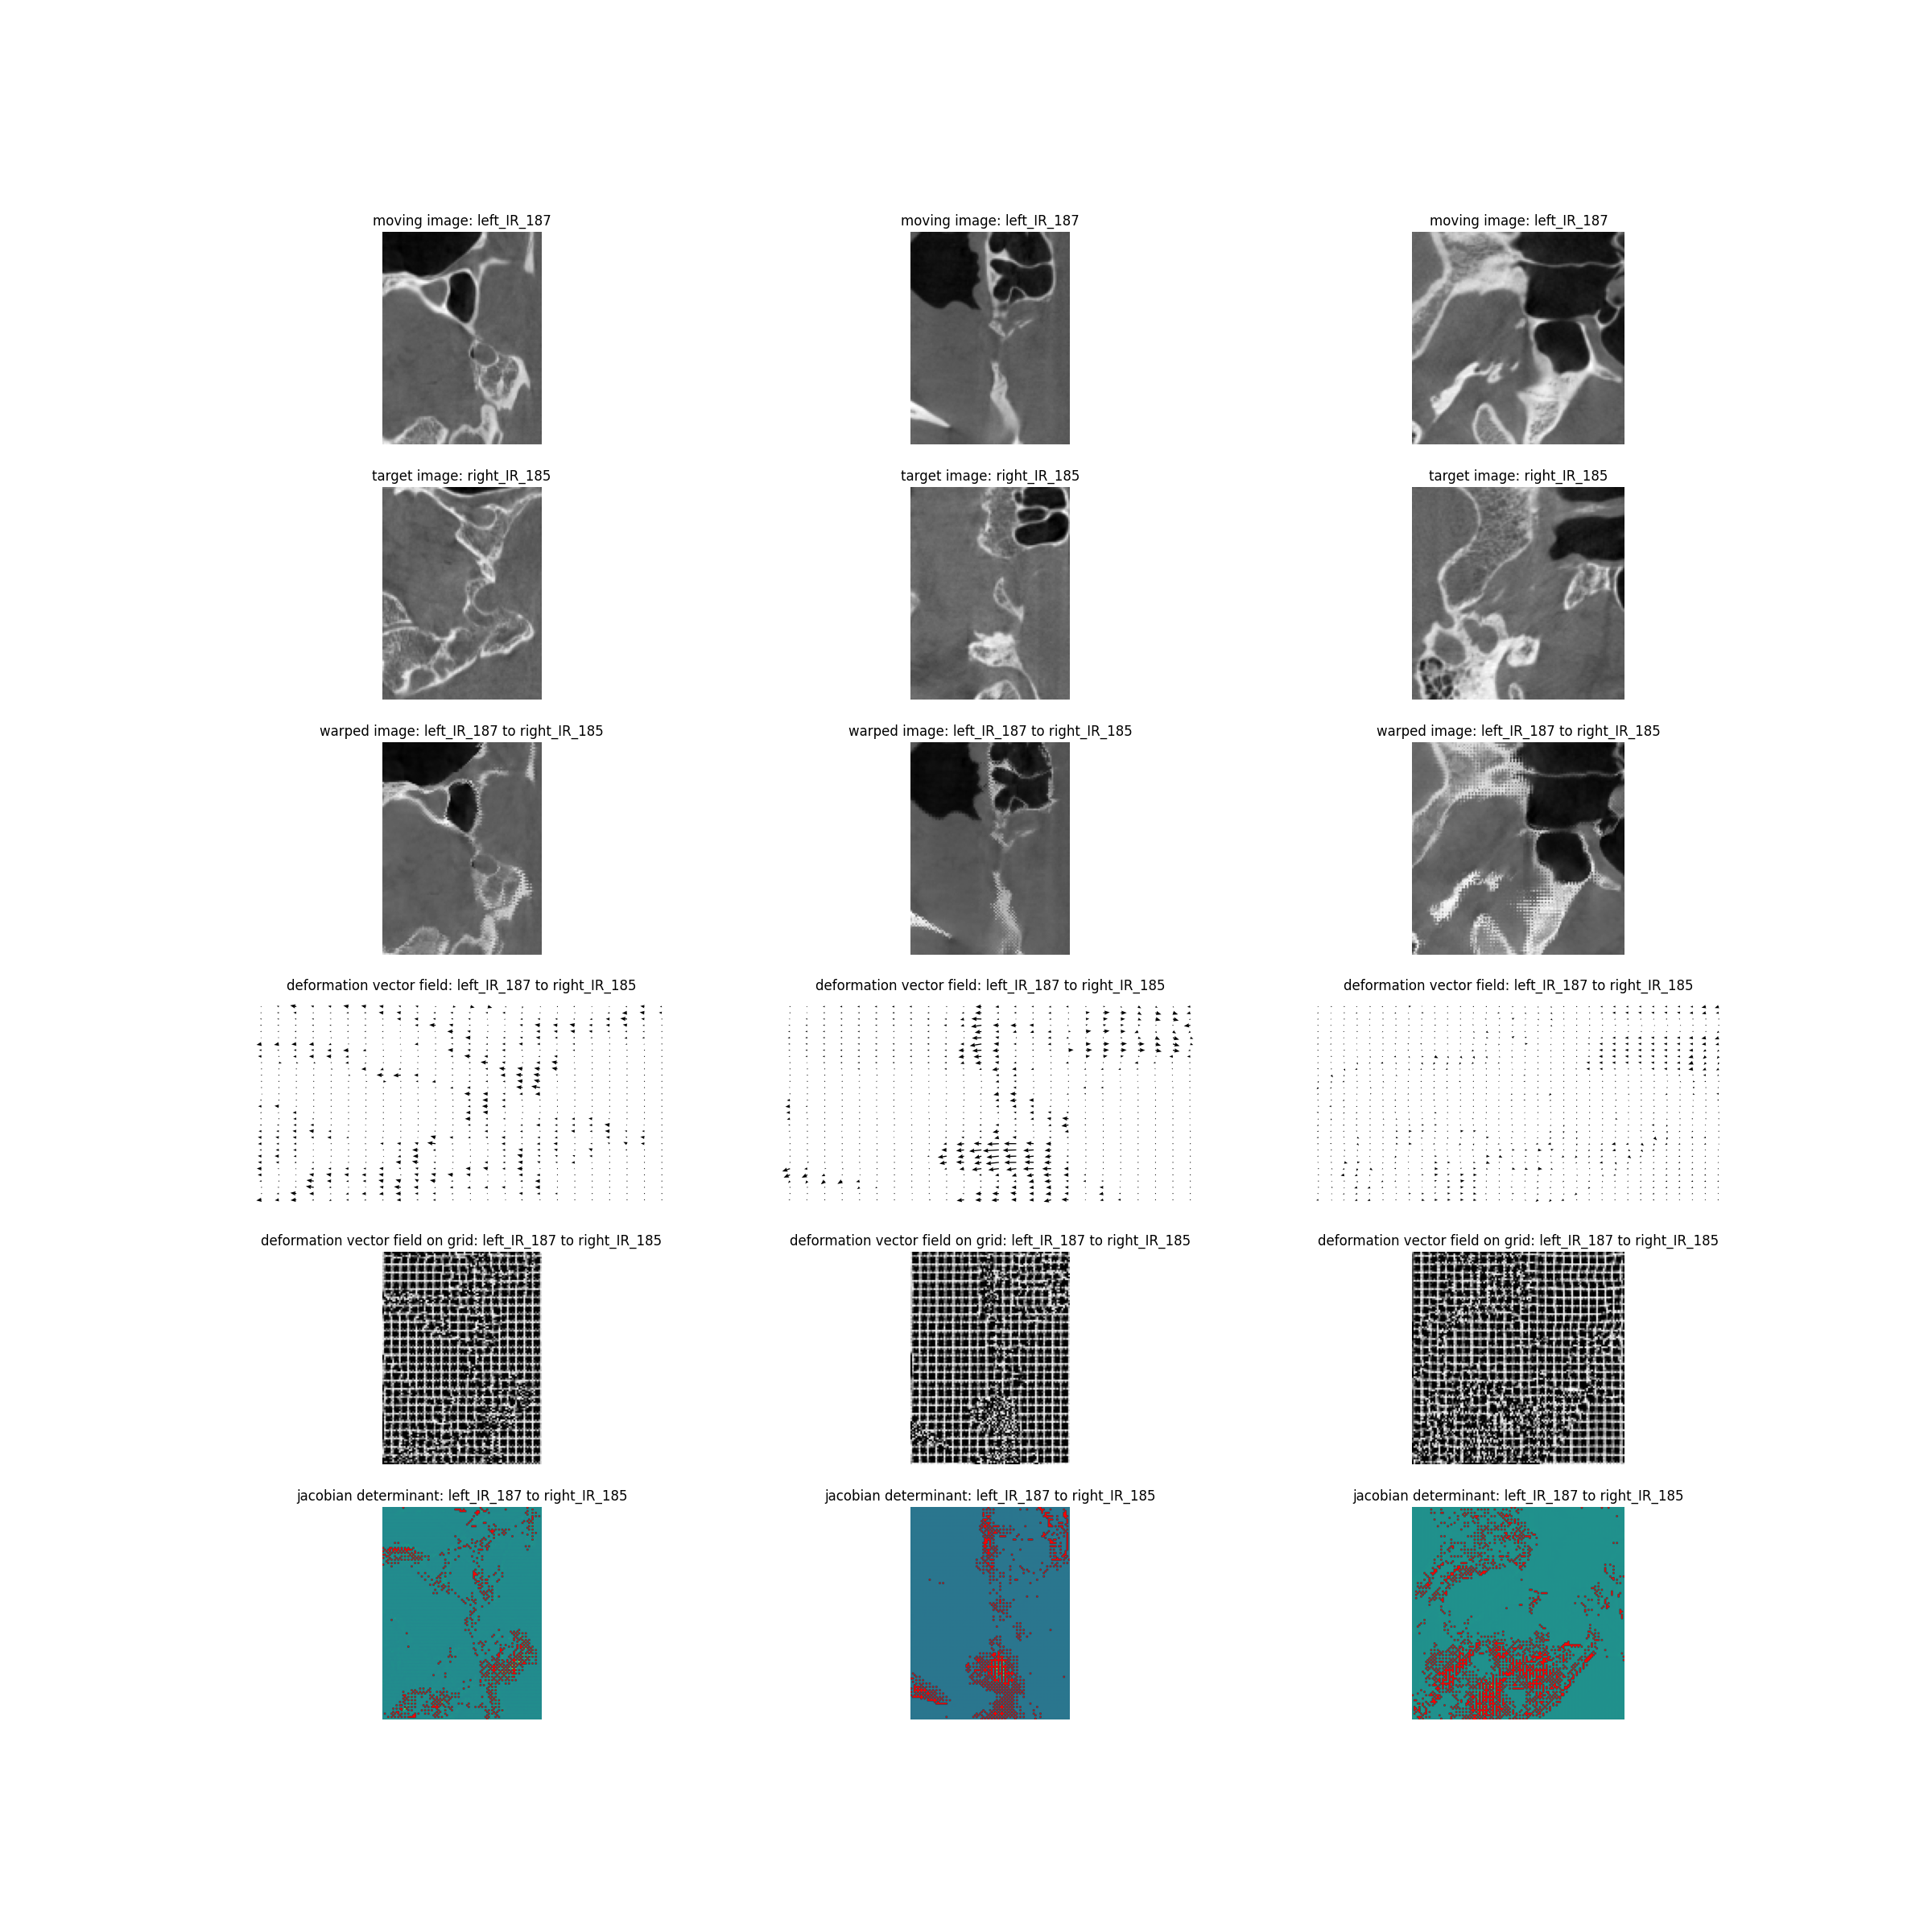 moving image: left_IR_187
moving image: left_IR_187
moving image: left_IR_187
target image: right_IR_185
target image: right_IR_185
target image: right_IR_185
warped image: left_IR_187 to right_IR_185
warped image: left_IR_187 to right_IR_185
warped image: left_IR_187 to right_IR_185
deformation vector field: left_IR_187 to right_IR_185
deformation vector field: left_IR_187 to right_IR_185
deformation vector field: left_IR_187 to right_IR_185
deformation vector field on grid: left_IR_187 to right_IR_185
deformation vector field on grid: left_IR_187 to right_IR_185
deformation vector field on grid: left_IR_187 to right_IR_185
jacobian determinant: left_IR_187 to right_IR_185
jacobian determinant: left_IR_187 to right_IR_185
jacobian determinant: left_IR_187 to right_IR_185